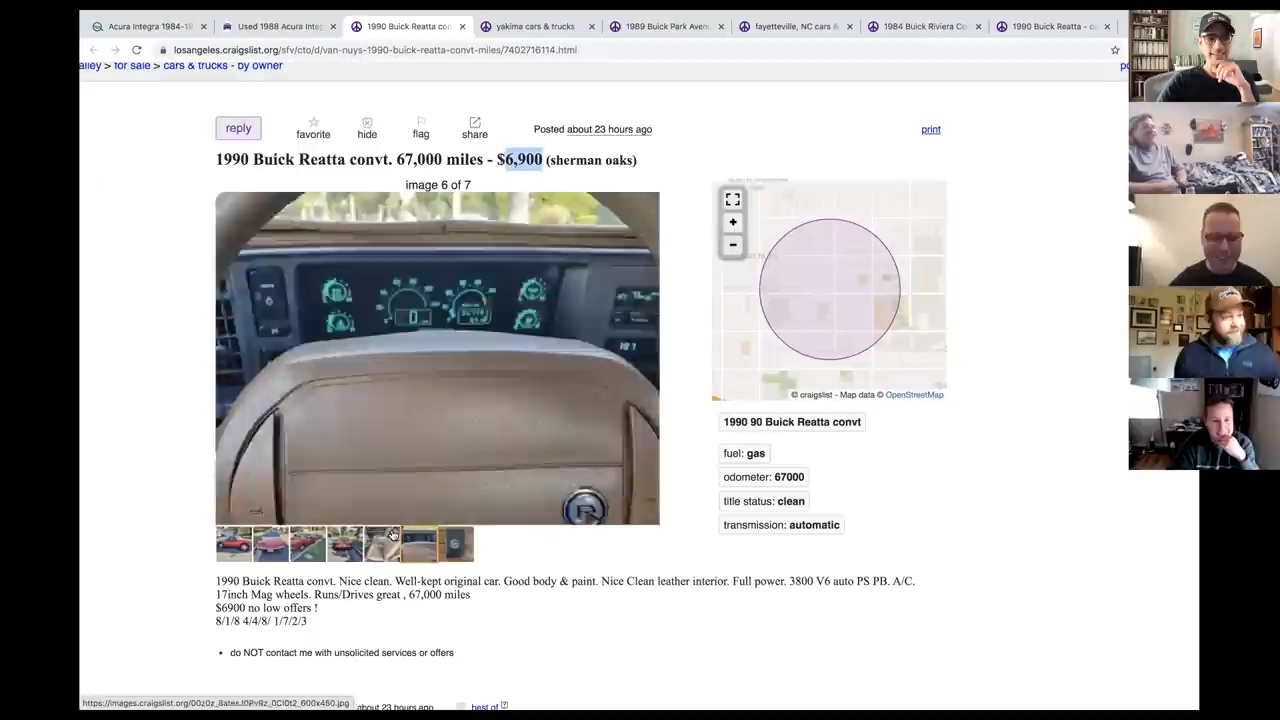 Acura Integra 1984-19
Used 1988 Acura Integ
1990 Buick Reatta con
yakima cars & trucks
1989 Buick Park Aven
fayetteville, NC cars &
1984 Buick Riviera Co
1990 Buick Reatta - c
losangeles.craigslist.org/sfv/cto/d/van-nuys-1990-buick-reatta-convt-miles/7402716114.html
alley > for sale > cars & trucks - by owner
po
reply
favorite
hide
flag
share
Posted about 23 hours ago
print
1990 Buick Reatta convt. 67,000 miles - $6,900 (sherman oaks)
image 6 of 7
+
-
R
© craigslist - Map data © OpenStreetMap
1990 90 Buick Reatta convt
fuel: gas
odometer: 67000
title status: clean
transmission: automatic
1990 Buick Reatta convt. Nice clean. Well-kept original car. Good body & paint. Nice Clean leather interior. Full power. 3800 V6 auto PS PB. A/C.
17inch Mag wheels. Runs/Drives great , 67,000 miles
$6900 no low offers !
8/1/8 4/4/8/ 1/7/2/3
• do NOT contact me with unsolicited services or offers
about 23 hours ago
best of [?]